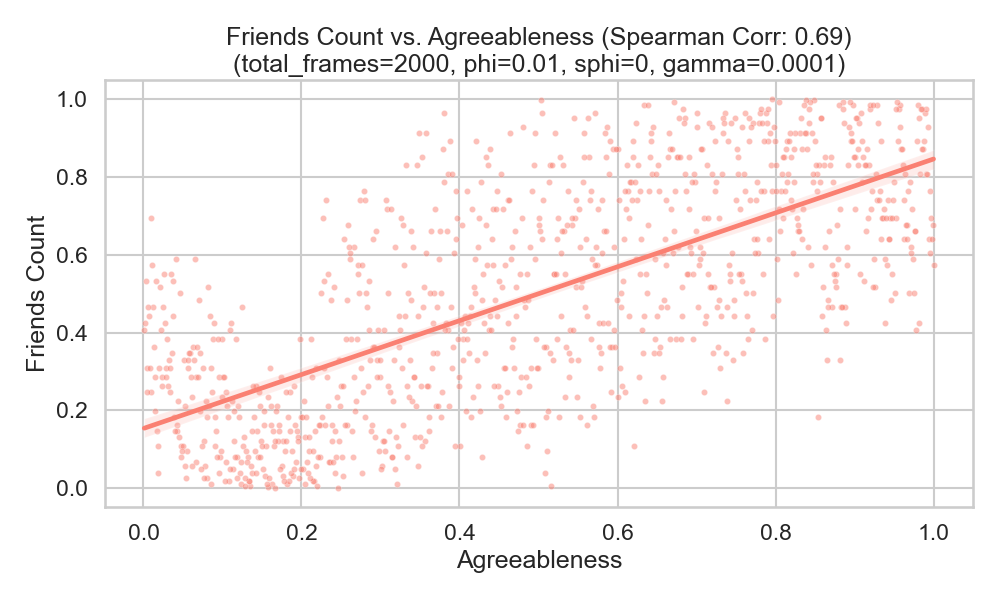 Friends Count vs. Agreeableness (Spearman Corr: 0.69)
(total_frames=2000, phi=0.01, sphi=0, gamma=0.0001)
Friends Count
1.0
0.8
0.6
0.4
0.2
0.0
0.0 0.2 0.4 0.6 0.8 1.0
Agreeableness